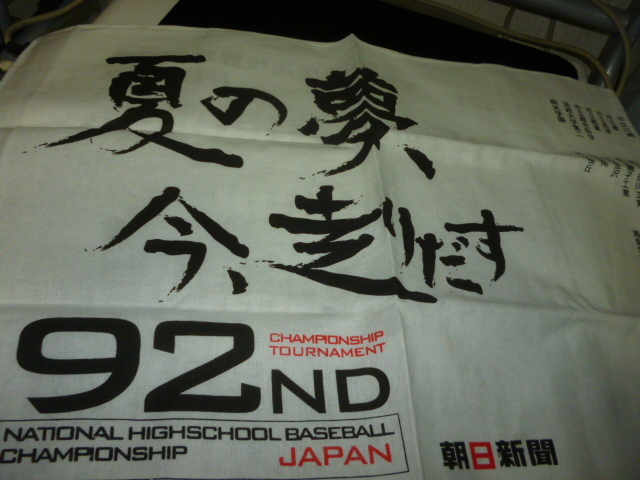 夏の夢、
今、走りだす
92ND
CHAMPIONSHIP
TOURNAMENT
NATIONAL HIGHSCHOOL BASEBALL
CHAMPIONSHIP
JAPAN
朝日新聞